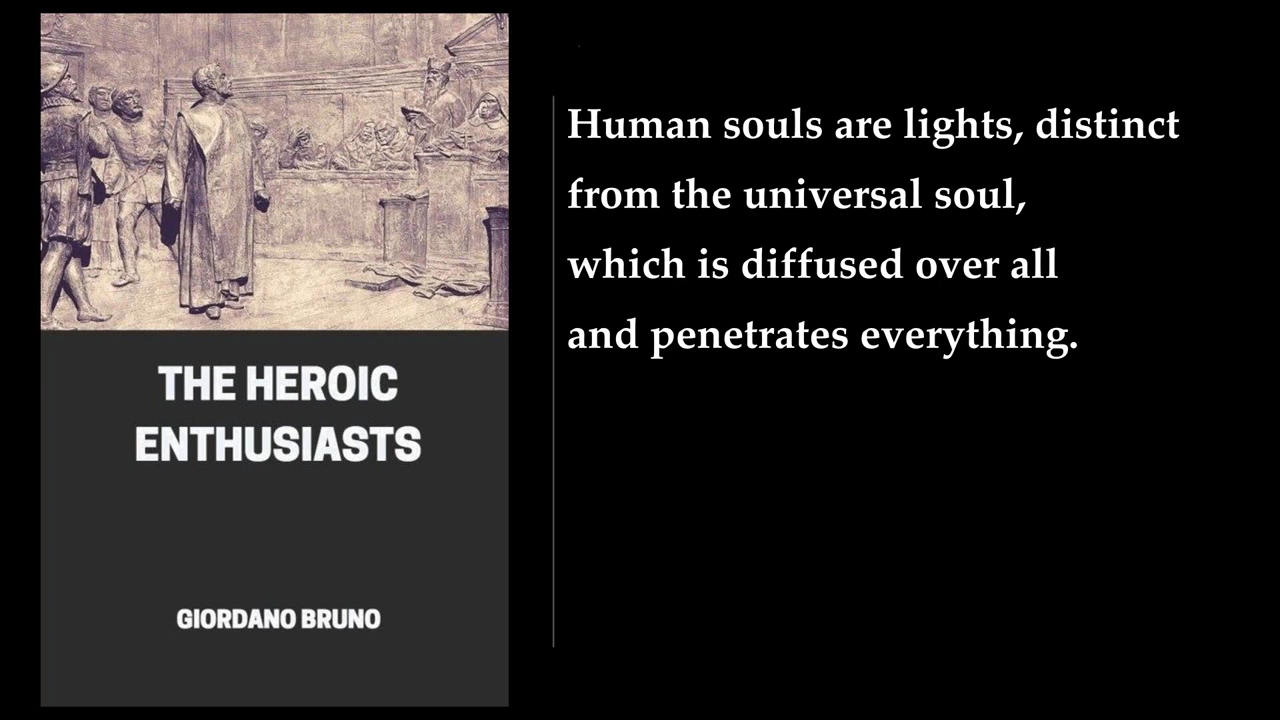 THE HEROIC
ENTHUSIASTS
GIORDANO BRUNO
Human souls are lights, distinct
from the universal soul,
which is diffused over all
and penetrates everything.